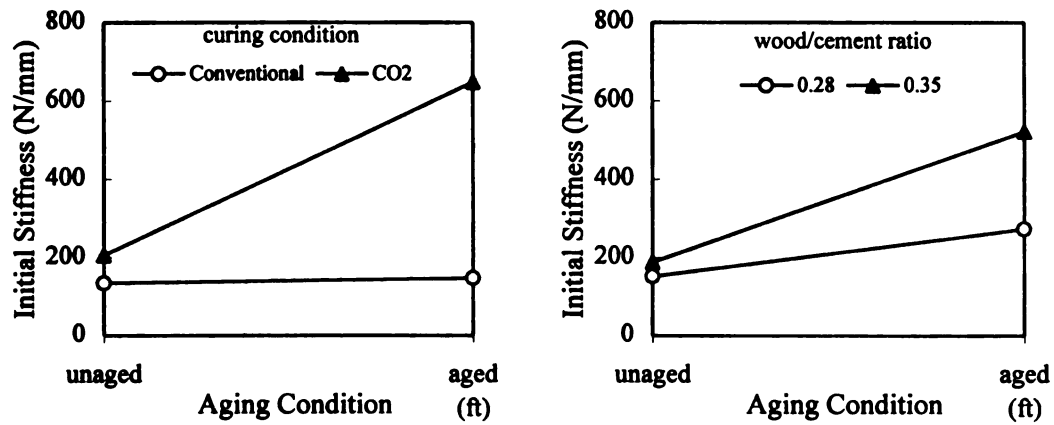 800
600
400
200
0
Initial Stiffness (N/mm)
curing condition
Conventional CO2
unaged aged
Aging Condition (ft)
800
600
400
200
0
Initial Stiffness (N/mm)
wood/cement ratio
0.28 0.35
unaged aged
Aging Condition (ft)